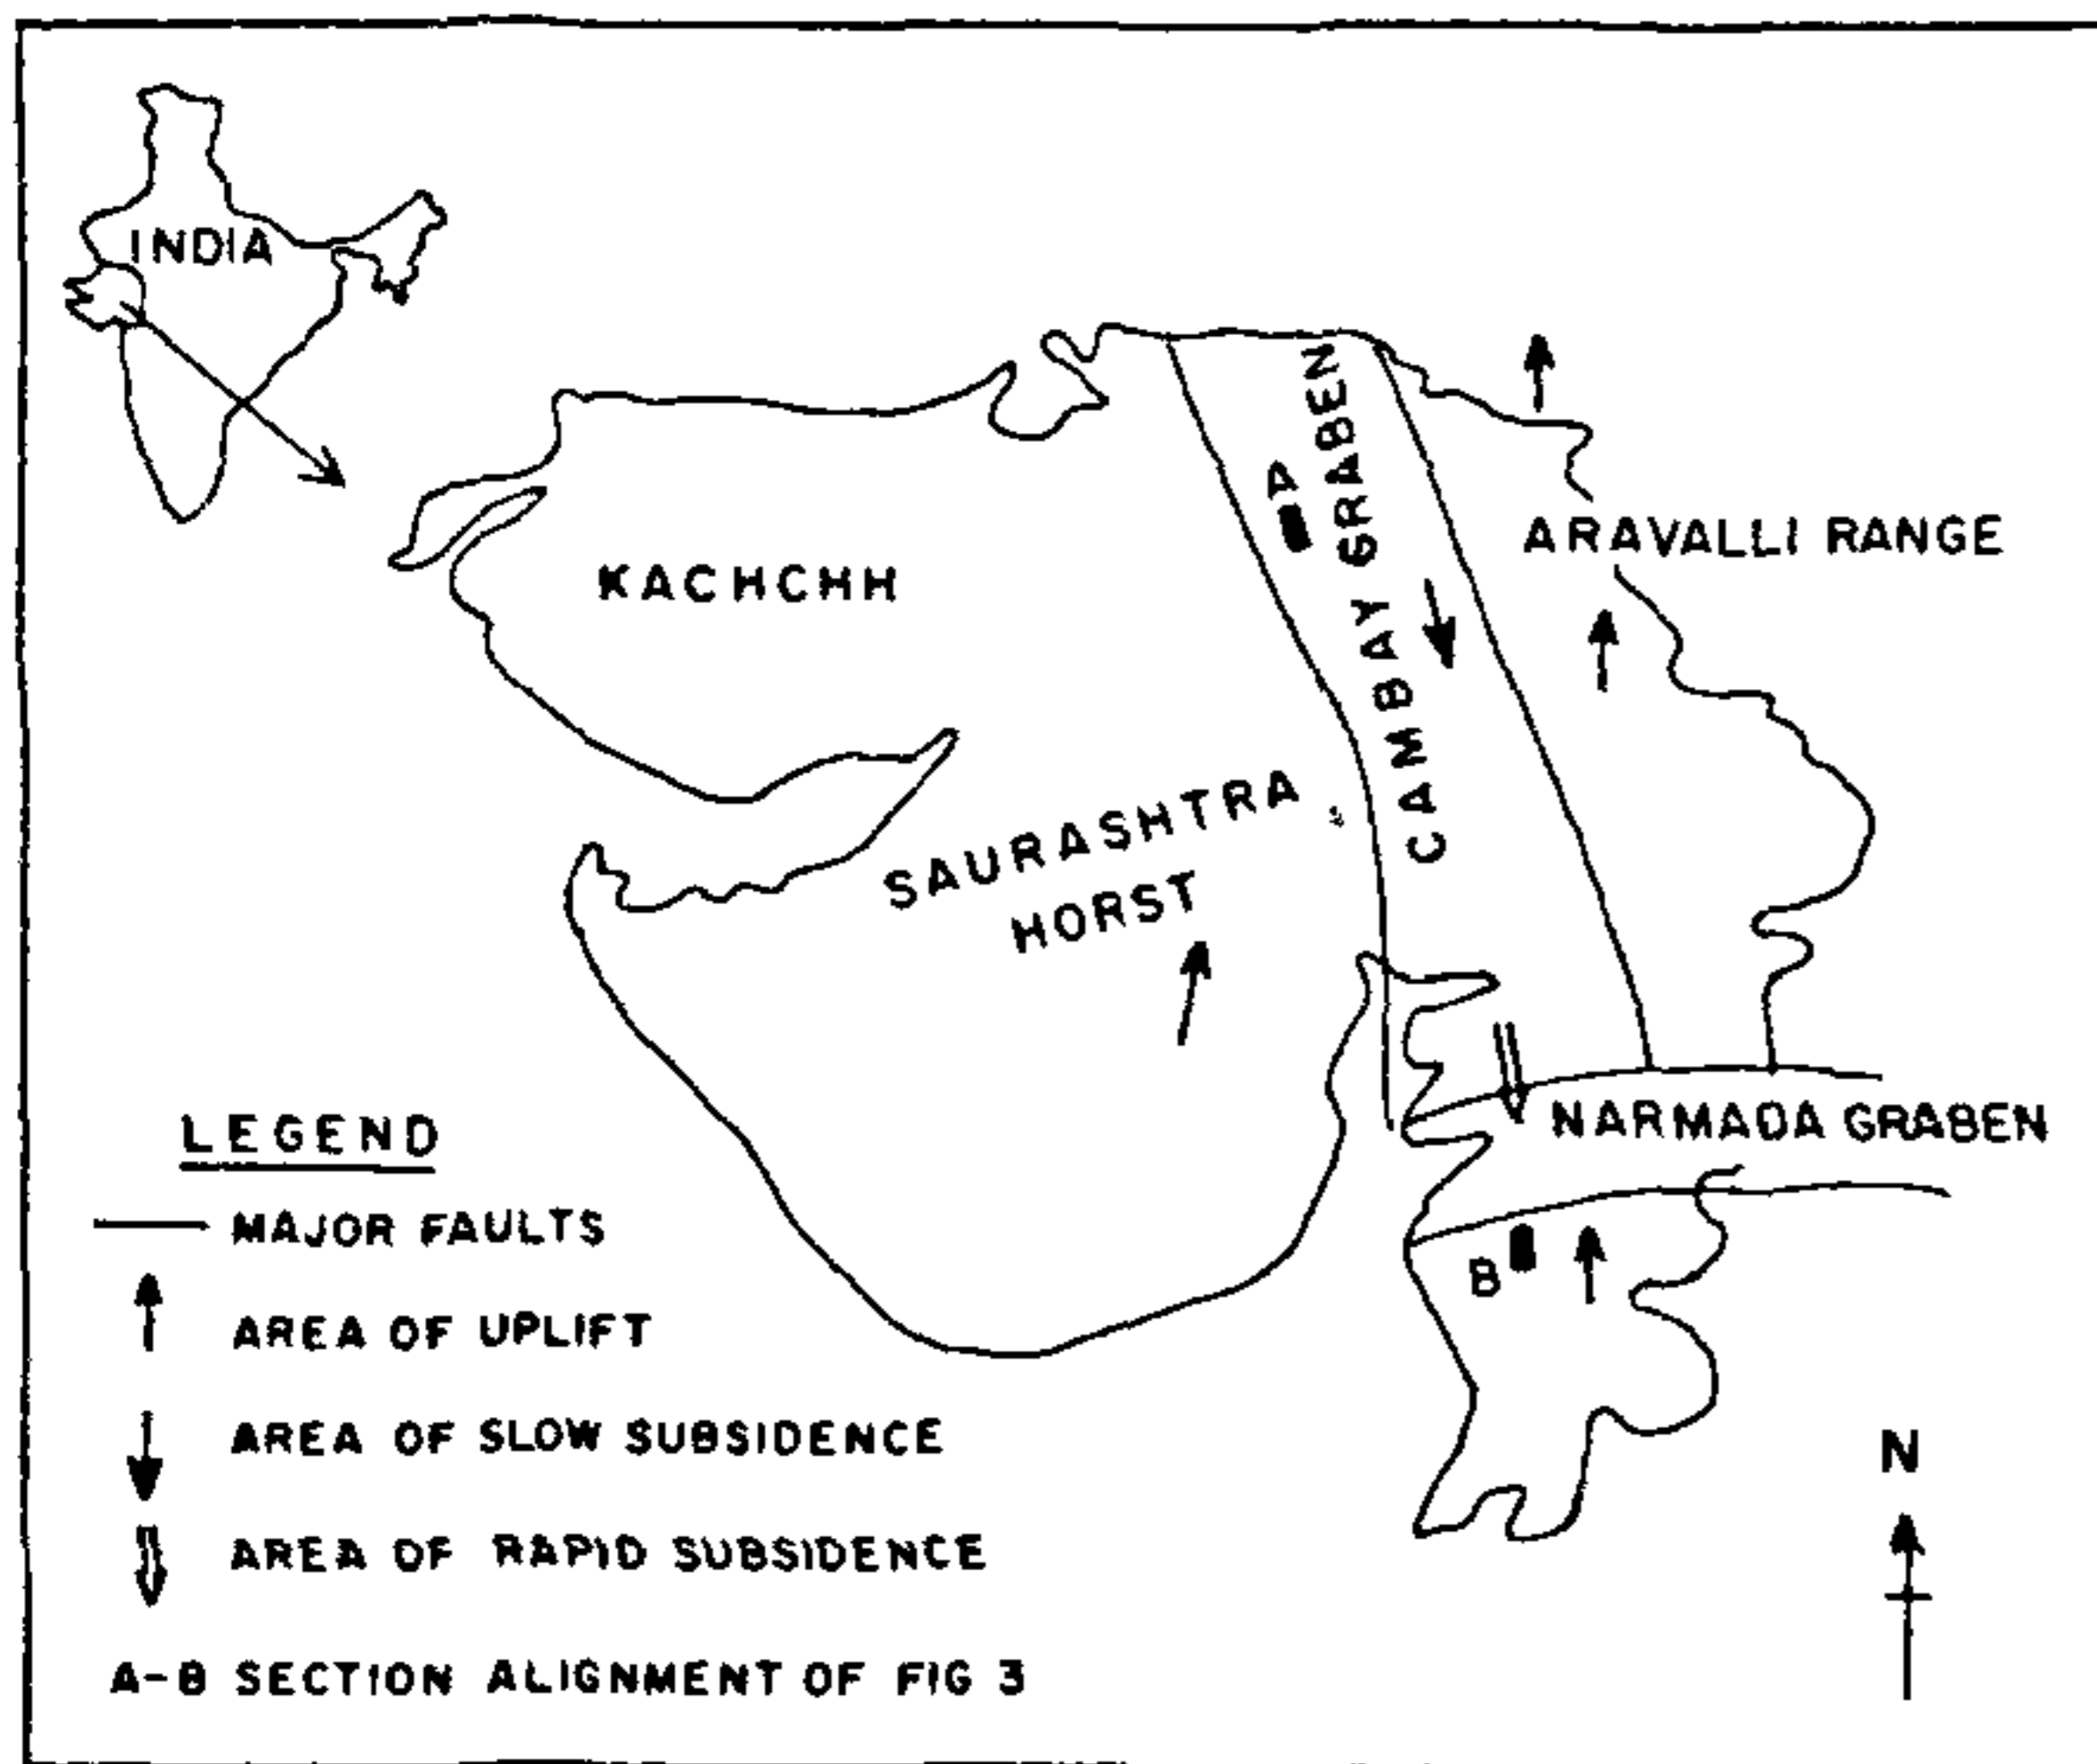 INDIA
CAMBAY GRABEN
A
ARAVALLI RANGE
KACHCHH
SAURASHTRA
HORST
NARMADA GRABEN
B
N
LEGEND
MAJOR FAULTS
AREA OF UPLIFT
AREA OF SLOW SUBSIDENCE
AREA OF RAPID SUBSIDENCE
A-B SECTION ALIGNMENT OF FIG 3